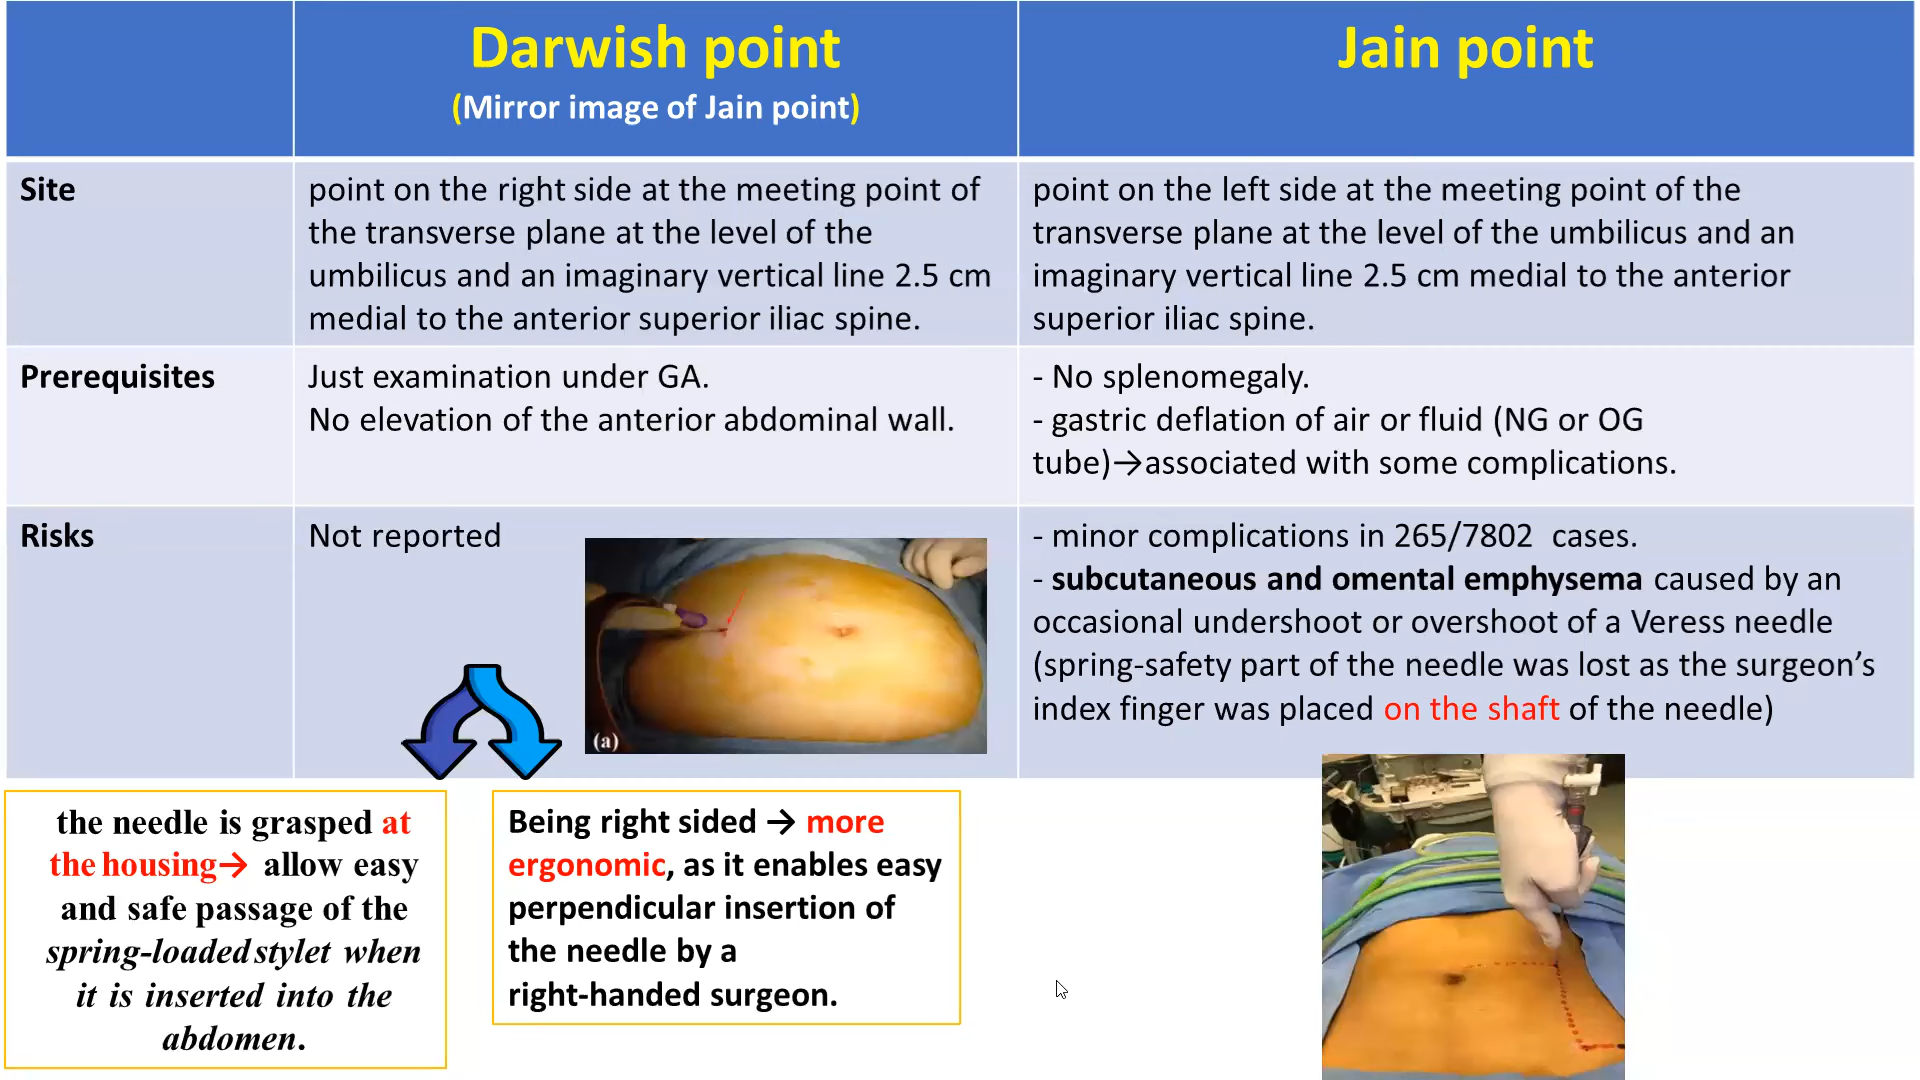 Darwish point
(Mirror image of Jain point)
Jain point
Site
point on the right side at the meeting point of
the transverse plane at the level of the
umbilicus and an imaginary vertical line 2.5 cm
medial to the anterior superior iliac spine.
point on the left side at the meeting point of the
transverse plane at the level of the umbilicus and an
imaginary vertical line 2.5 cm medial to the anterior
superior iliac spine.
Prerequisites
Just examination under GA.
No elevation of the anterior abdominal wall.
- No splenomegaly.
- gastric deflation of air or fluid (NG or OG
tube)→associated with some complications.
Risks
Not reported
(a)
- minor complications in 265/7802 cases.
- subcutaneous and omental emphysema caused by an
occasional undershoot or overshoot of a Veress needle
(spring-safety part of the needle was lost as the surgeon’s
index finger was placed on the shaft of the needle)
the needle is grasped at
the housing→ allow easy
and safe passage of the
spring-loaded stylet when
it is inserted into the
abdomen.
Being right sided → more
ergonomic, as it enables easy
perpendicular insertion of
the needle by a
right-handed surgeon.